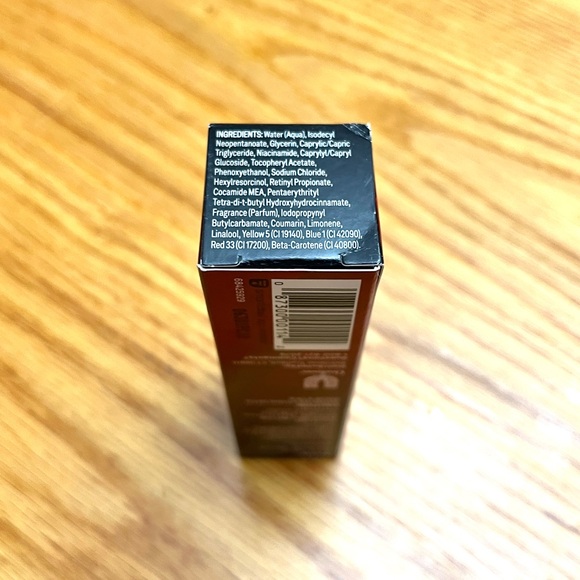 INGREDIENTS: Water (Aqua), Isodecyl
Neopentanoate, Glycerin, Caprylic/Capric
Triglyceride, Niacinamide, Caprylyl/Capryl
Glucoside, Tocopheryl Acetate,
Phenoxyethanol, Sodium Chloride,
Hexylresorcinol, Retinyl Propionate,
Cocamide MEA, Pentaerythrityl
Tetra-di-t-butyl Hydroxyhydrocinnamate,
Fragrance (Parfum), Iodopropynyl
Butylcarbamate, Coumarin, Limonene,
Linalool, Yellow 5 (CI 19140), Blue 1 (CI 42090),
Red 33 (CI 17200), Beta-Carotene (CI 40800).
68425929